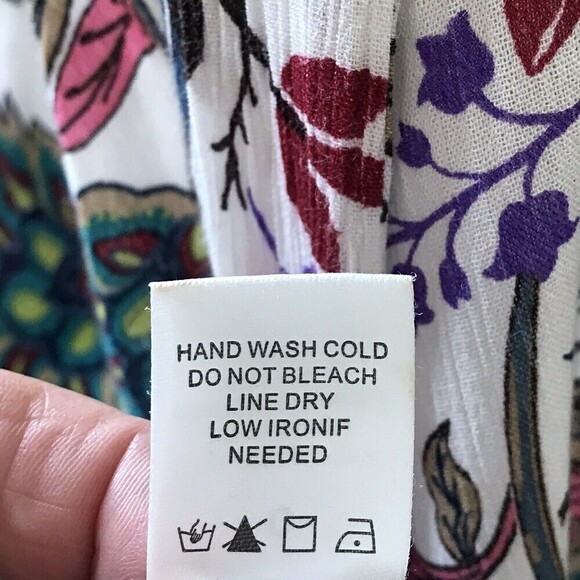 HAND WASH COLD
DO NOT BLEACH
LINE DRY
LOW IRONIF
NEEDED